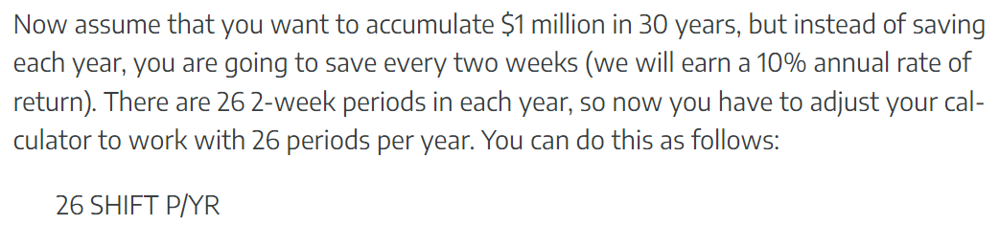 Now assume that you want to accumulate $1 million in 30 years, but instead of saving
each year, you are going to save every two weeks (we will earn a 10% annual rate of
return). There are 26 2-week periods in each year, so now you have to adjust your cal-
culator to work with 26 periods per year. You can do this as follows:
26 SHIFT P/YR